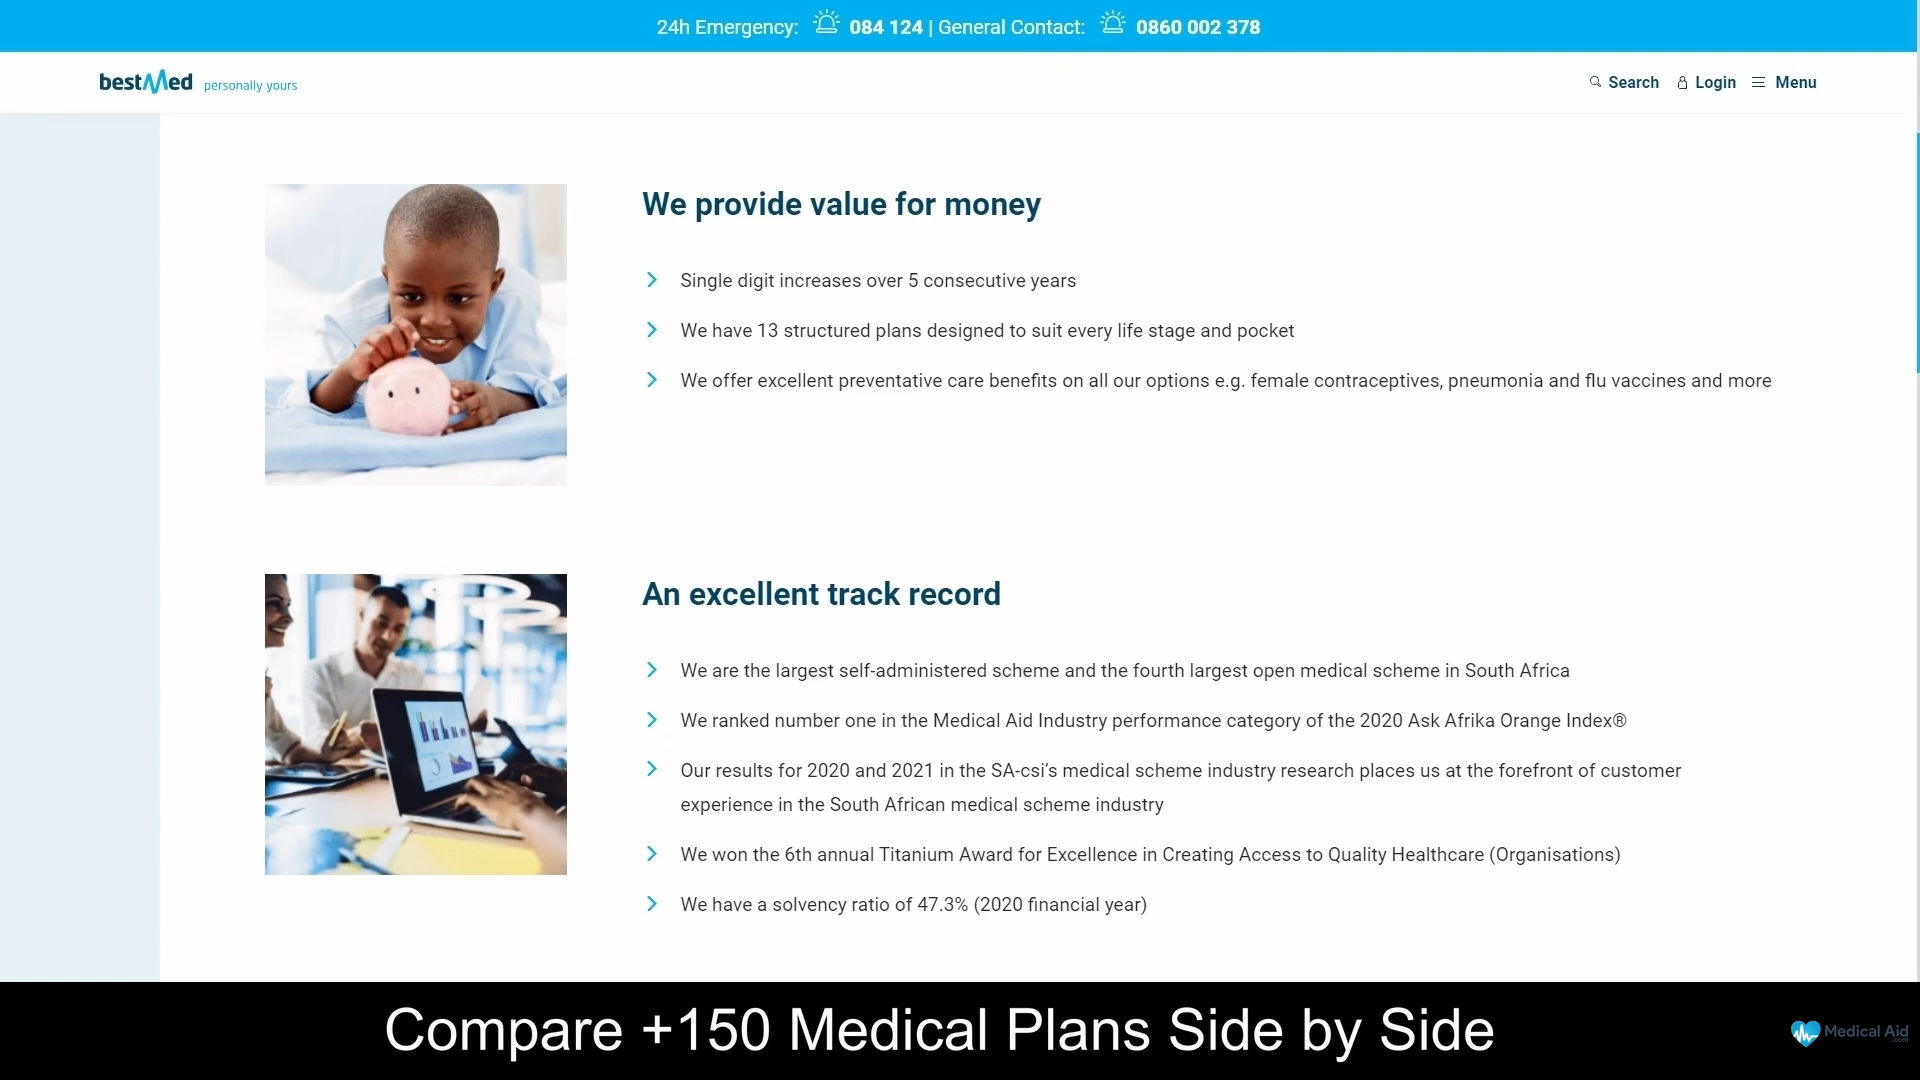 24h Emergency: 084 124 | General Contact: 0860 002 378
bestMed personally yours
Search Login Menu
We provide value for money
Single digit increases over 5 consecutive years
We have 13 structured plans designed to suit every life stage and pocket
We offer excellent preventative care benefits on all our options e.g. female contraceptives, pneumonia and flu vaccines and more
An excellent track record
We are the largest self-administered scheme and the fourth largest open medical scheme in South Africa
We ranked number one in the Medical Aid Industry performance category of the 2020 Ask Afrika Orange Index®
Our results for 2020 and 2021 in the SA-csi’s medical scheme industry research places us at the forefront of customer
experience in the South African medical scheme industry
We won the 6th annual Titanium Award for Excellence in Creating Access to Quality Healthcare (Organisations)
We have a solvency ratio of 47.3% (2020 financial year)
Compare +150 Medical Plans Side by Side
Medical Aid
.com